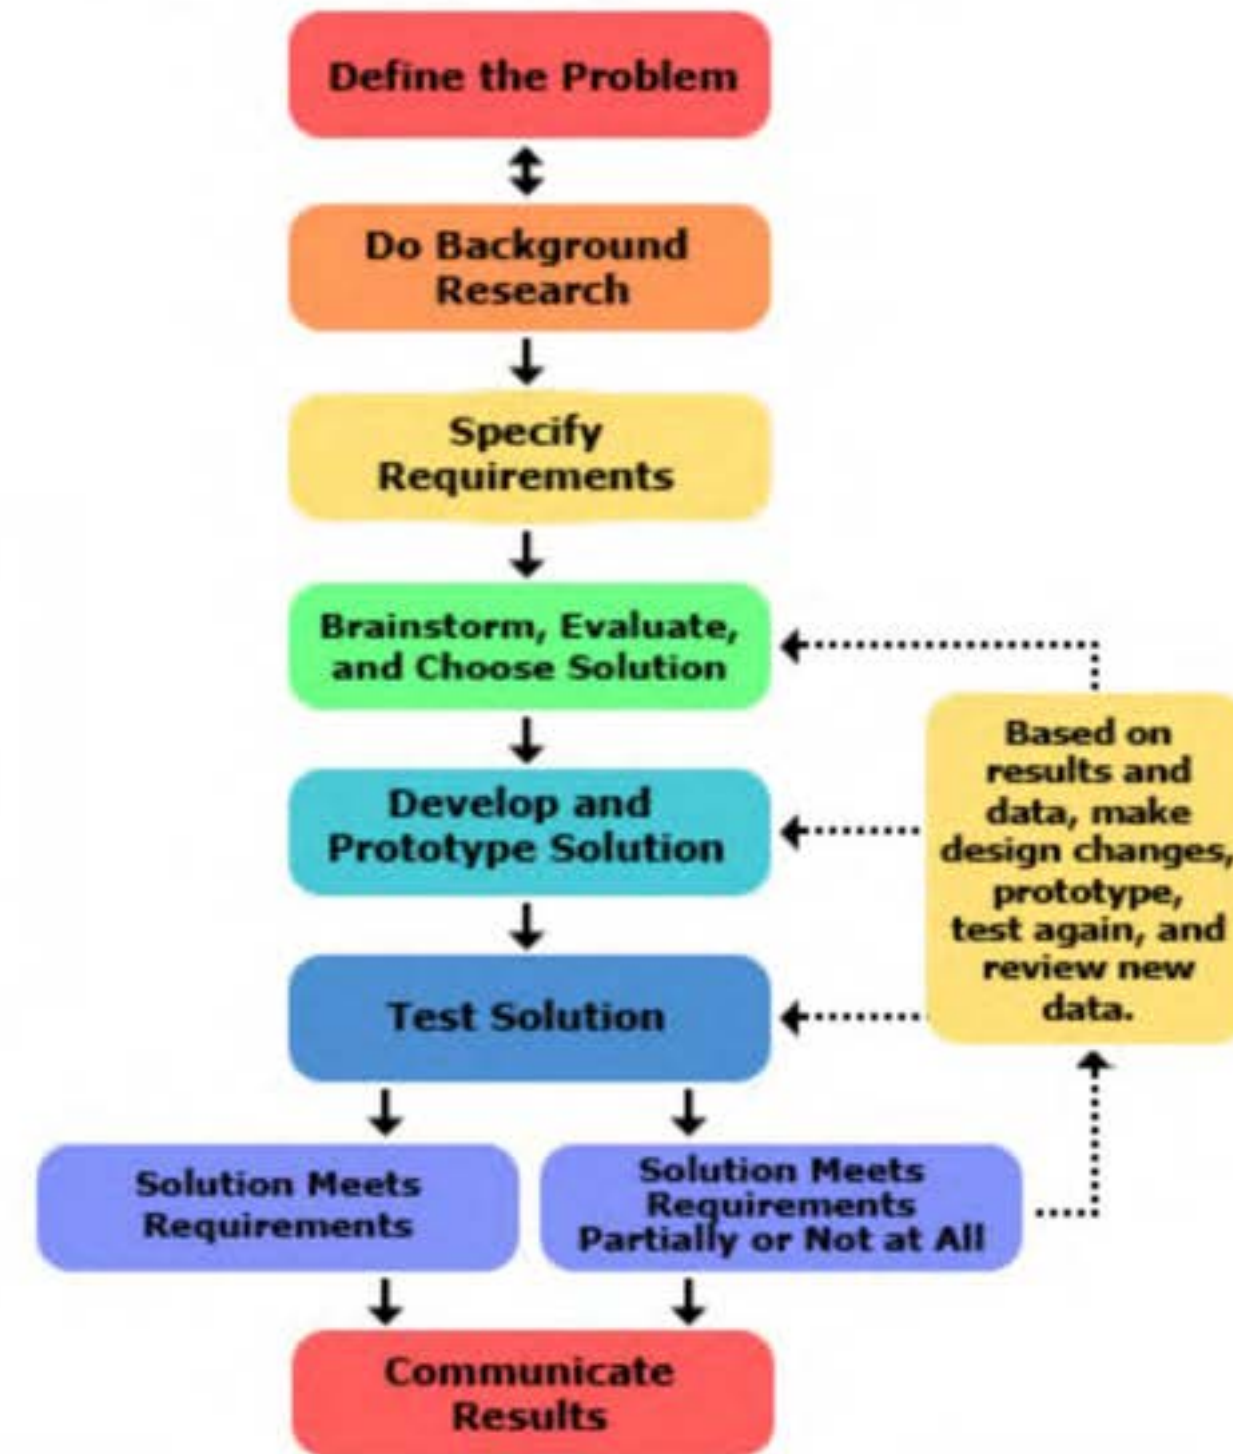 Define the Problem
Do Background
Research
Specify
Requirements
Brainstorm, Evaluate,
and Choose Solution
Develop and
Prototype Solution
Based on
results and
data, make
design changes,
prototype,
test again, and
review new
data.
Test Solution
Solution Meets
Requirements
Solution Meets
Requirements
Partially or Not at All
Communicate
Results